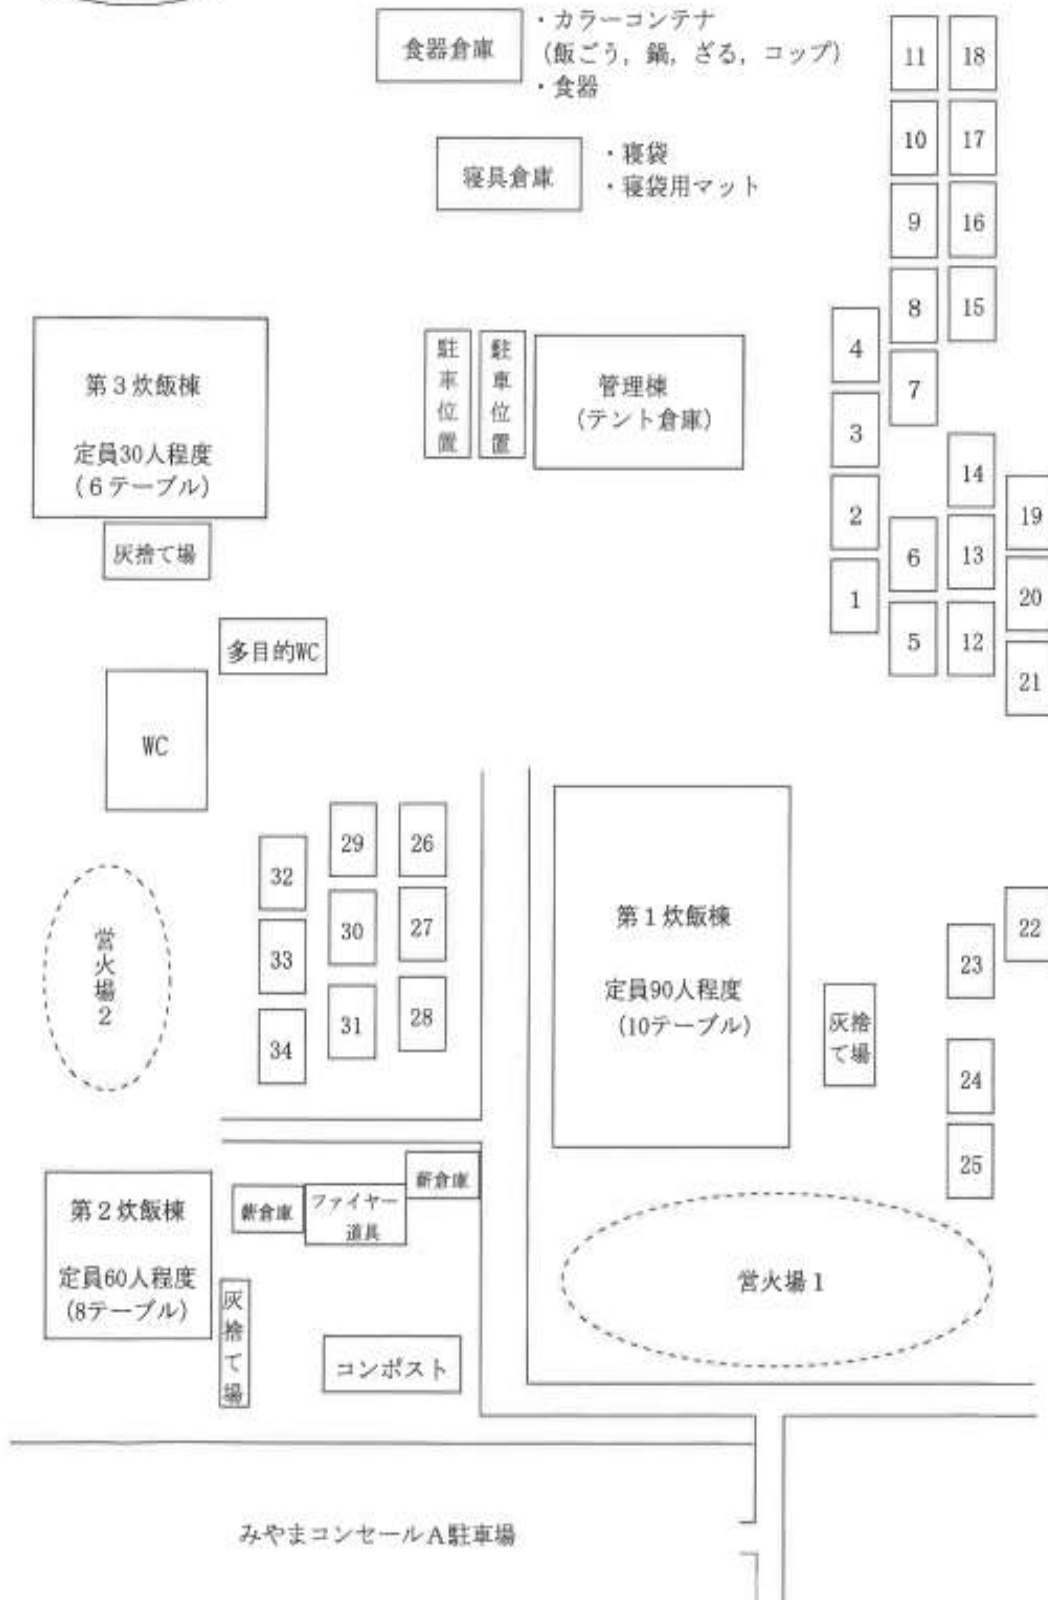 食器倉庫
・カラーコンテナ
(飯ごう，鍋，ざる，コップ)
・食器
寝具倉庫
・寝袋
・寝袋用マット
11
18
10
17
9
16
8
15
4
7
3
14
2
19
6
13
1
20
5
12
21
第3炊飯棟
定員30人程度
(6テーブル)
灰捨て場
駐車位置
駐車位置
管理棟
(テント倉庫)
多目的WC
WC
29
26
32
30
27
33
31
28
34
営火場2
第1炊飯棟
定員90人程度
(10テーブル)
灰捨
て場
22
23
24
25
営火場1
第2炊飯棟
定員60人程度
(8テーブル)
薪倉庫
ファイヤー
道具
薪倉庫
灰捨て場
コンポスト
みやまコンセールA駐車場